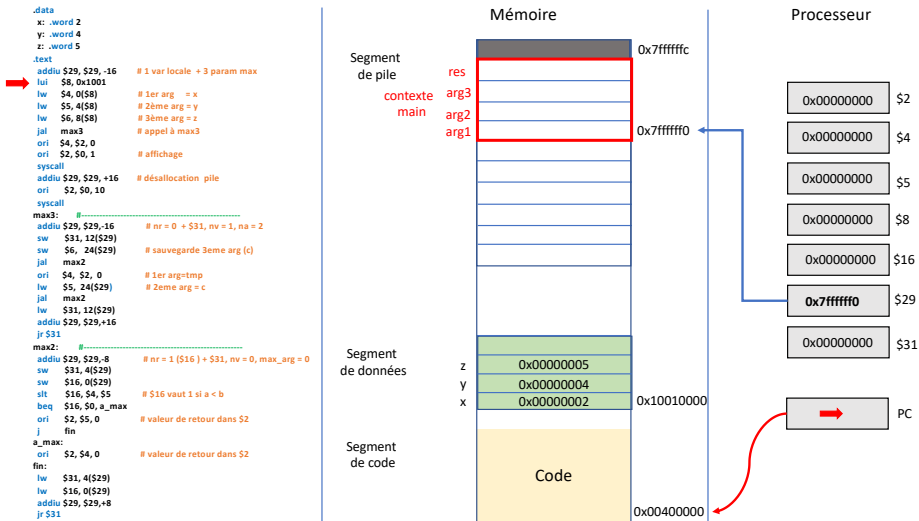 .data
x: .word 2
y: .word 4
z: .word 5
.text
addiu $29, $29, -16 # 1 var locale + 3 param max
lui $8, 0x1001
lw $4, 0($8) # 1er arg = x
lw $5, 4($8) # 2ème arg = y
lw $6, 8($8) # 3ème arg = z
jal max3 # appel à max3
ori $4, $2, 0
ori $2, $0, 1 # affichage
syscall
addiu $29, $29, +16 # désallocation pile
ori $2, $0, 10
syscall
max3: #----------------------------------------------------
addiu $29, $29,-16 # nr = 0 + $31, nv = 1, na = 2
sw $31, 12($29)
sw $6, 24($29) # sauvegarde 3eme arg (c)
jal max2
ori $4, $2, 0 # 1er arg=tmp
lw $5, 24($29) # 2eme arg = c
jal max2
lw $31, 12($29)
addiu $29, $29,+16
jr $31
max2: #----------------------------------------------------
addiu $29, $29,-8 # nr = 1 ($16 ) + $31, nv = 0, max_arg = 0
sw $31, 4($29)
sw $16, 0($29)
slt $16, $4, $5 # $16 vaut 1 si a < b
beq $16, $0, a_max
ori $2, $5, 0 # valeur de retour dans $2
j fin
a_max:
ori $2, $4, 0 # valeur de retour dans $2
fin:
lw $31, 4($29)
lw $16, 0($29)
addiu $29, $29,+8
jr $31
Mémoire
Segment
de pile
0x7ffffffc
res
arg3
contexte
main
arg2
arg1
0x7ffffff0
Segment
de données
z 0x00000005
y 0x00000004
x 0x00000002
0x10010000
Segment
de code
Code
0x00400000
Processeur
0x00000000 $2
0x00000000 $4
0x00000000 $5
0x00000000 $8
0x00000000 $16
0x7ffffff0 $29
0x00000000 $31
PC